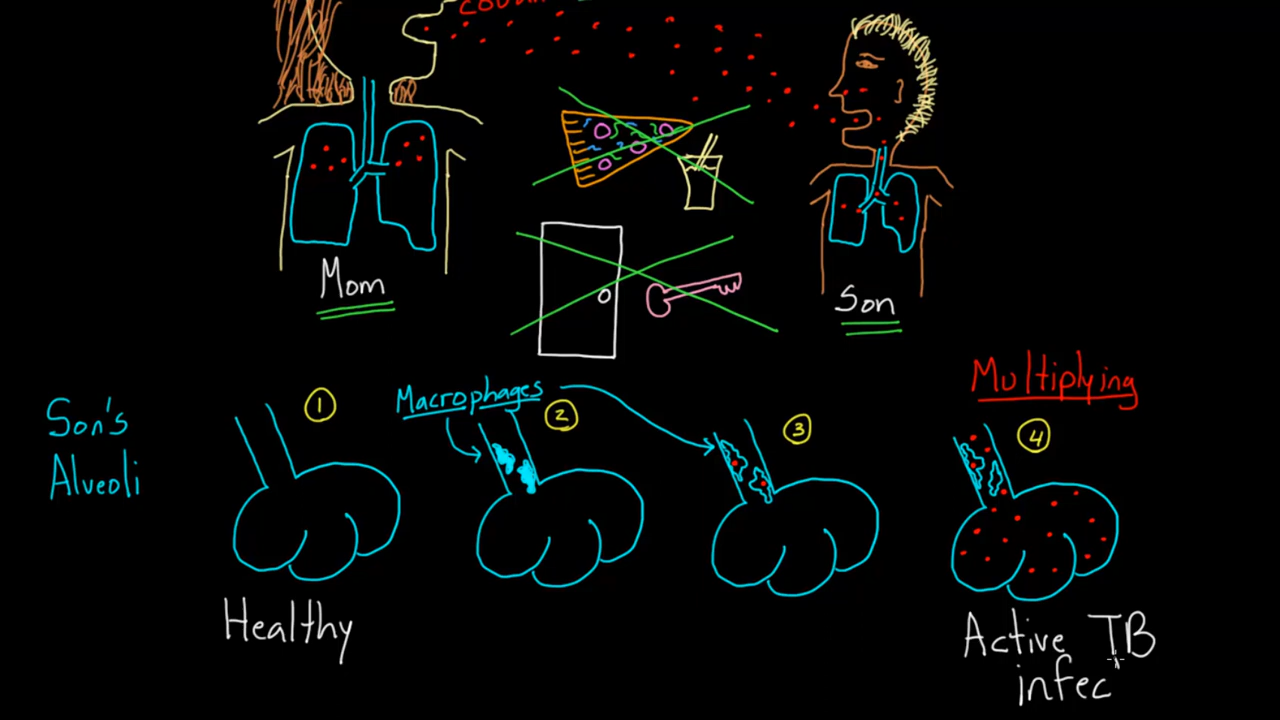 Mom
Son
Multiplying
Son's
Alveoli
1
Macrophages
2
3
4
Healthy
Active TB
infec